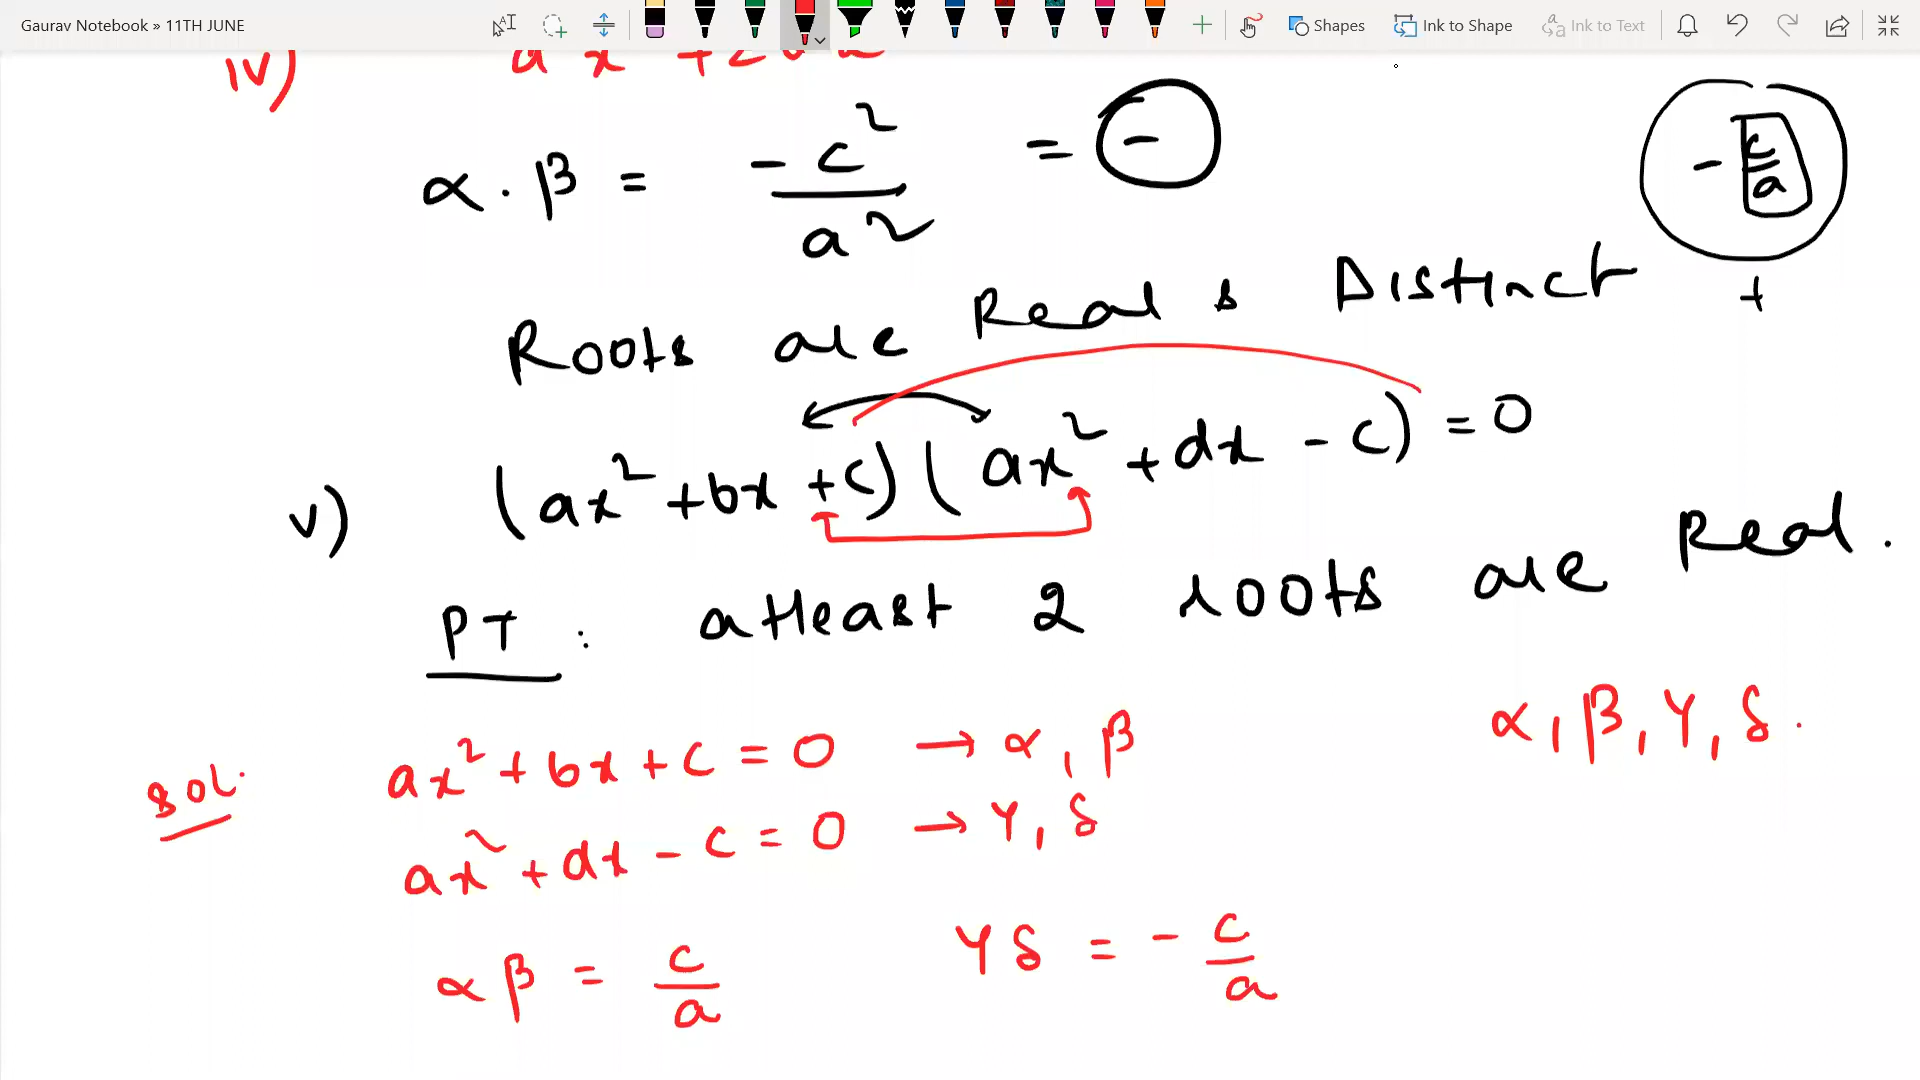 Gaurav Notebook » 11TH JUNE
Shapes
Ink to Shape
Ink to Text
iv)
α · β = -c² / a² = -
- c/a
+
Roots are Real & Distinct
v) (ax² + bx + c) (ax² + dx - c) = 0
PT : atleast 2 roots are Real.
α, β, γ, δ.
Sol. ax² + bx + c = 0 → α, β
ax² + dx - c = 0 → γ, δ
αβ = c/a γδ = - c/a